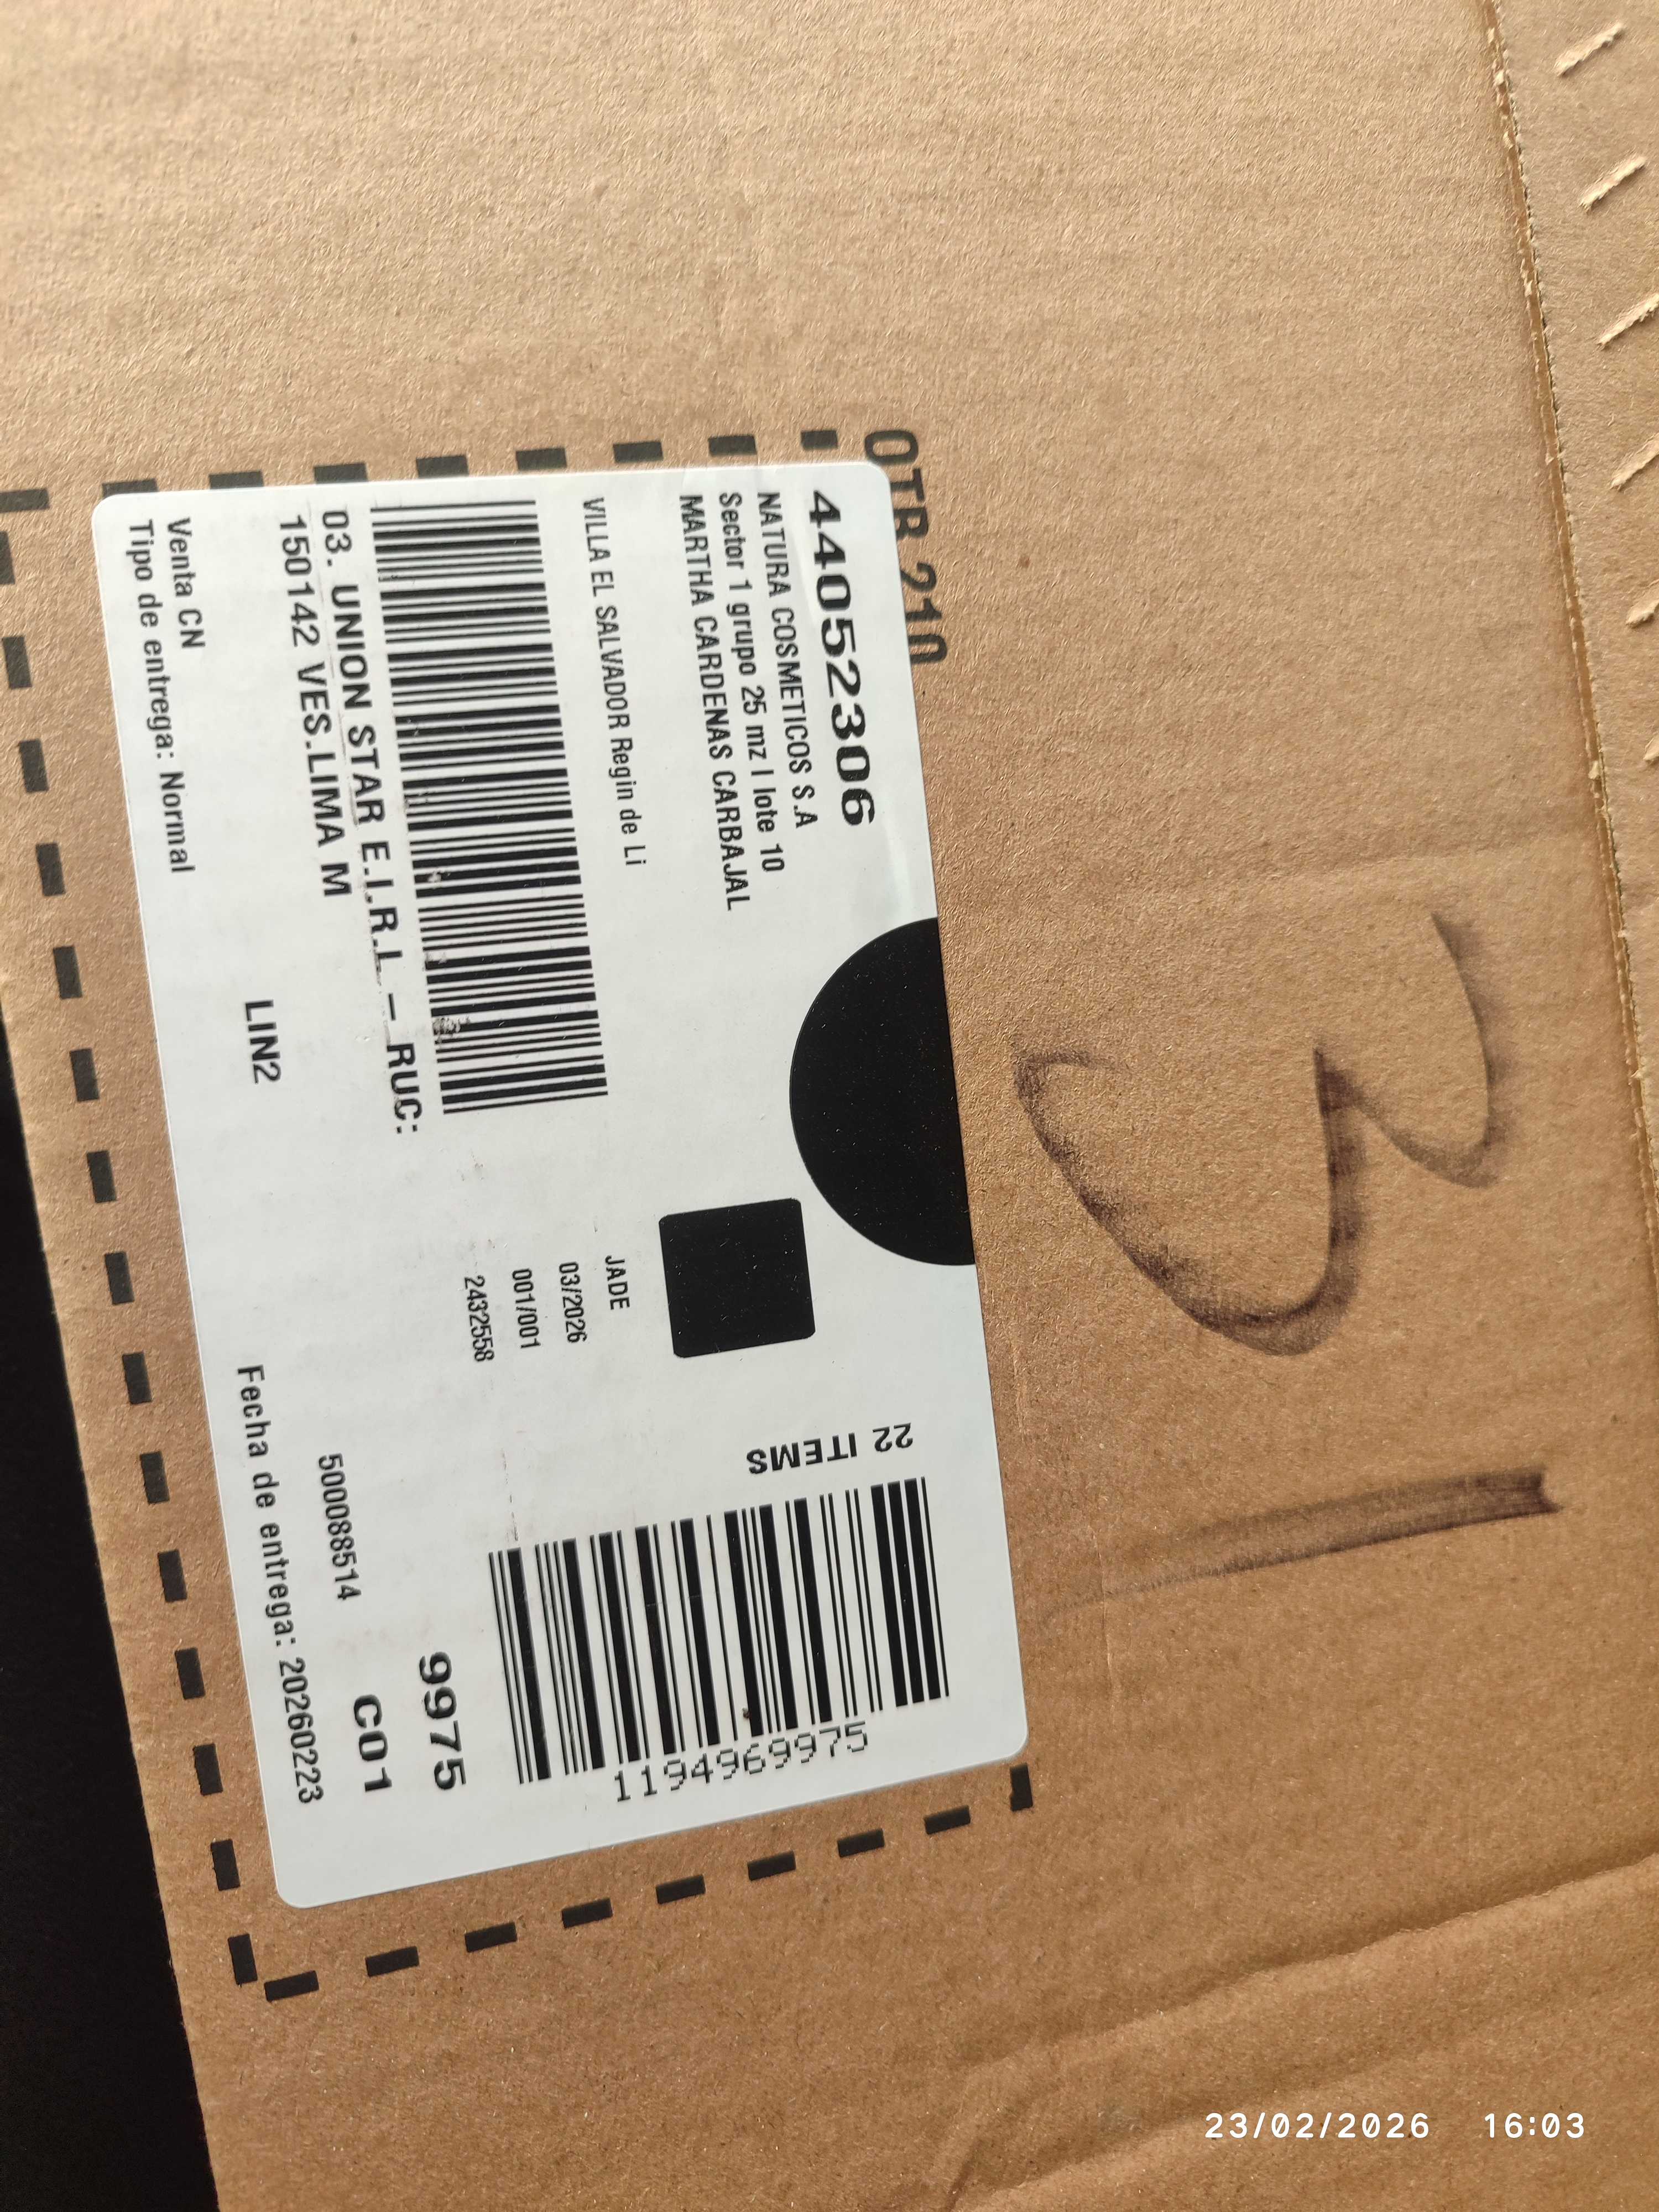 OTR 210
440522306
NATURA COSMETICOS S.A
Sector 1 grupo 25 mz I lote 10
MARTHA CARDENAS CARBAJAL
VILLA EL SALVADOR Regin de Li
03. UNION STAR E.I.R.L - RUC:
150142 VES.LIMA M
LIN2
Venta CN
Tipo de entrega: Normal
JADE
03/2026
001/001
2432558
22 ITEMS
1194969975
9975
C01
500088514
Fecha de entrega: 20260223
31
23/02/2026 16:03